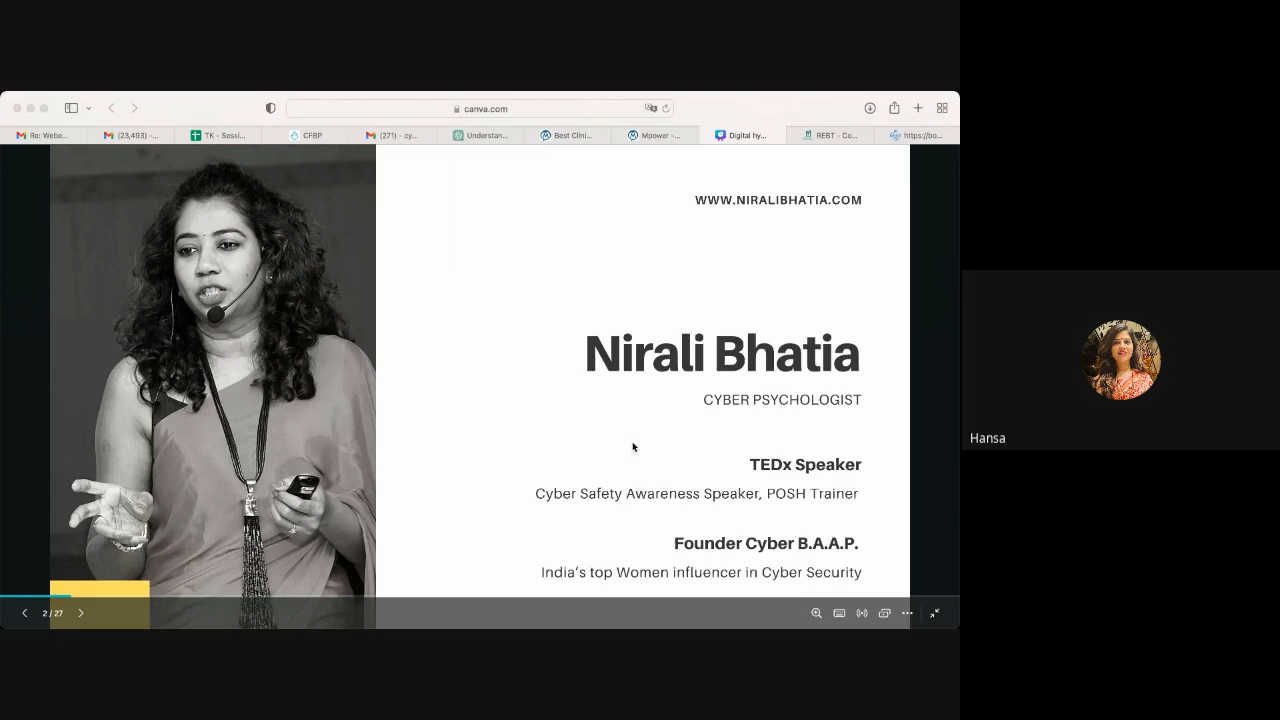 canva.com
Re: Webe...
(23,493) -...
TK - Sessi...
CFBP
(271) - cy...
Understan...
Best Clini...
Mpower -...
Digital hy...
REBT - Co...
https://bo...
WWW.NIRALIBHATIA.COM
Nirali Bhatia
CYBER PSYCHOLOGIST
TEDx Speaker
Cyber Safety Awareness Speaker, POSH Trainer
Founder Cyber B.A.A.P.
India's top Women influencer in Cyber Security
2 / 27
Hansa